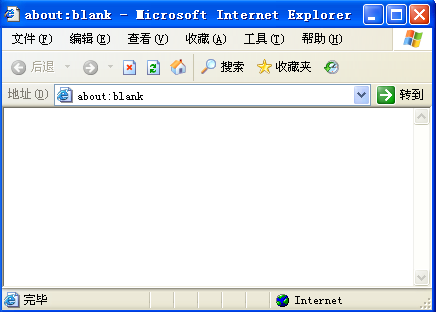 about:blank - Microsoft Internet Explorer
文件(F) 编辑(E) 查看(V) 收藏(A) 工具(T) 帮助(H)
后退 搜索 收藏夹
地址(D) about:blank 转到
完毕 Internet